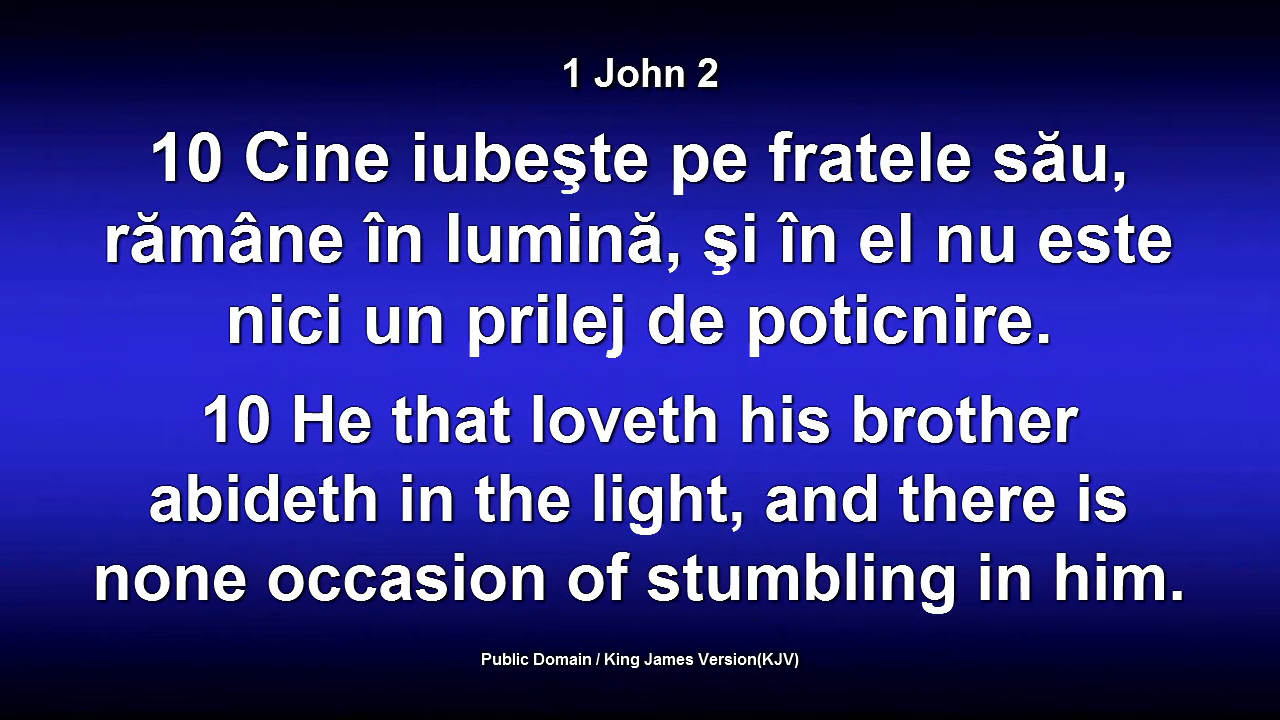 1 John 2
10 Cine iubeşte pe fratele său,
rămâne în lumină, şi în el nu este
nici un prilej de poticnire.
10 He that loveth his brother
abideth in the light, and there is
none occasion of stumbling in him.
Public Domain / King James Version(KJV)